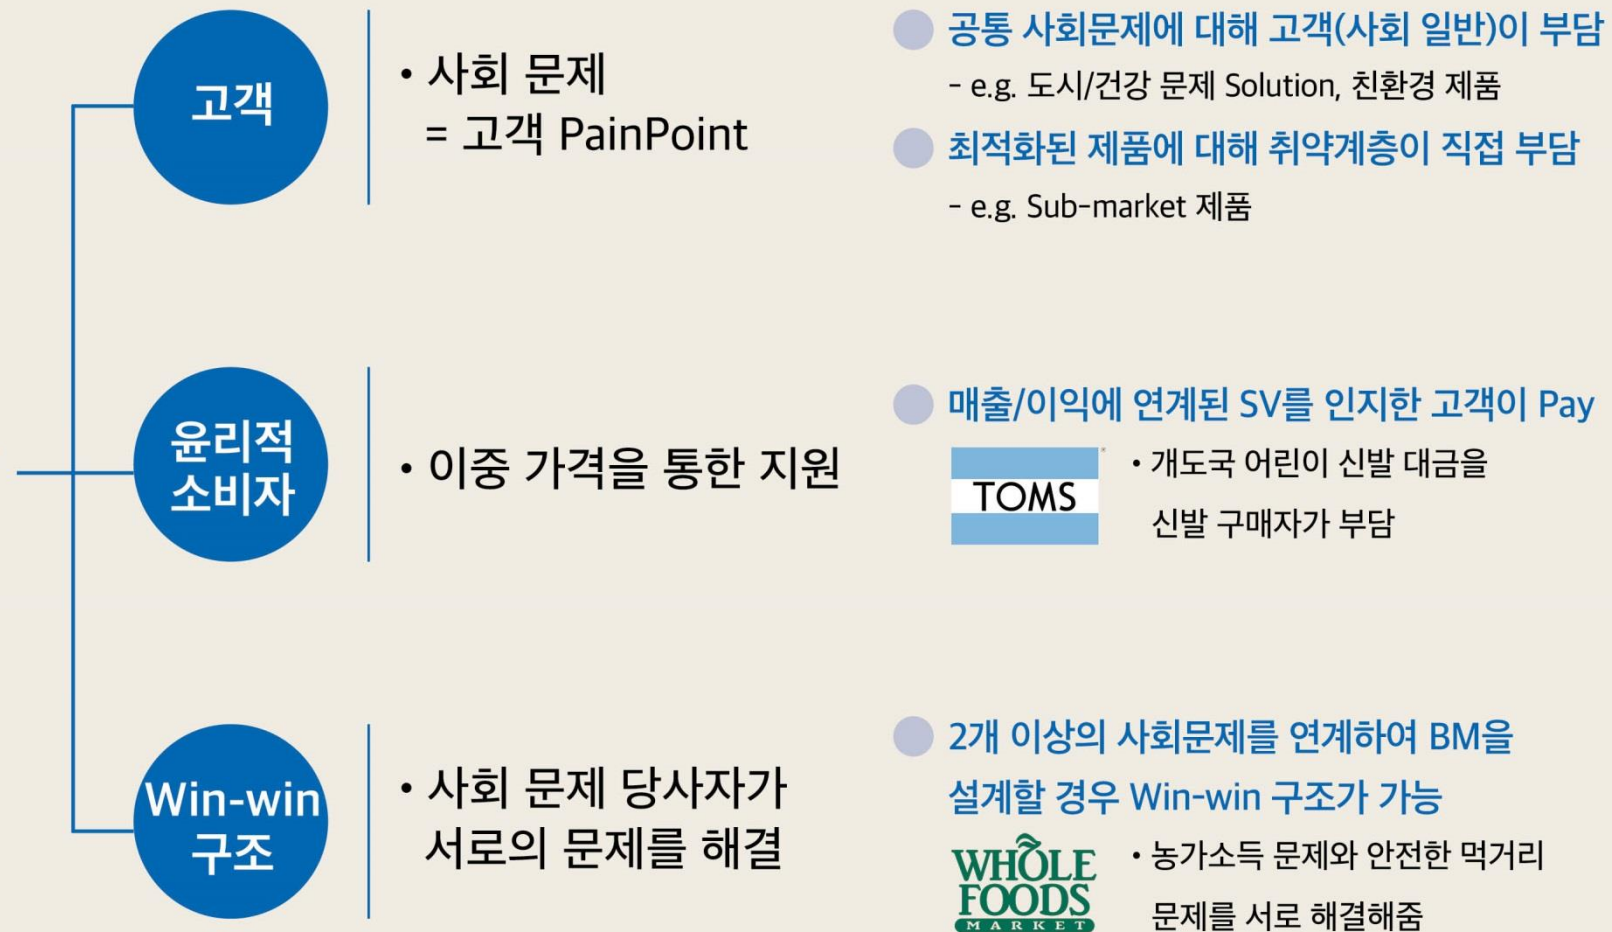 고객
• 사회 문제
= 고객 PainPoint
공통 사회문제에 대해 고객(사회 일반)이 부담
- e.g. 도시/건강 문제 Solution, 친환경 제품
최적화된 제품에 대해 취약계층이 직접 부담
- e.g. Sub-market 제품
윤리적
소비자
• 이중 가격을 통한 지원
매출/이익에 연계된 SV를 인지한 고객이 Pay
TOMS
• 개도국 어린이 신발 대금을
신발 구매자가 부담
Win-win
구조
• 사회 문제 당사자가
서로의 문제를 해결
2개 이상의 사회문제를 연계하여 BM을
설계할 경우 Win-win 구조가 가능
WHOLE
FOODS
MARKET
• 농가소득 문제와 안전한 먹거리
문제를 서로 해결해줌